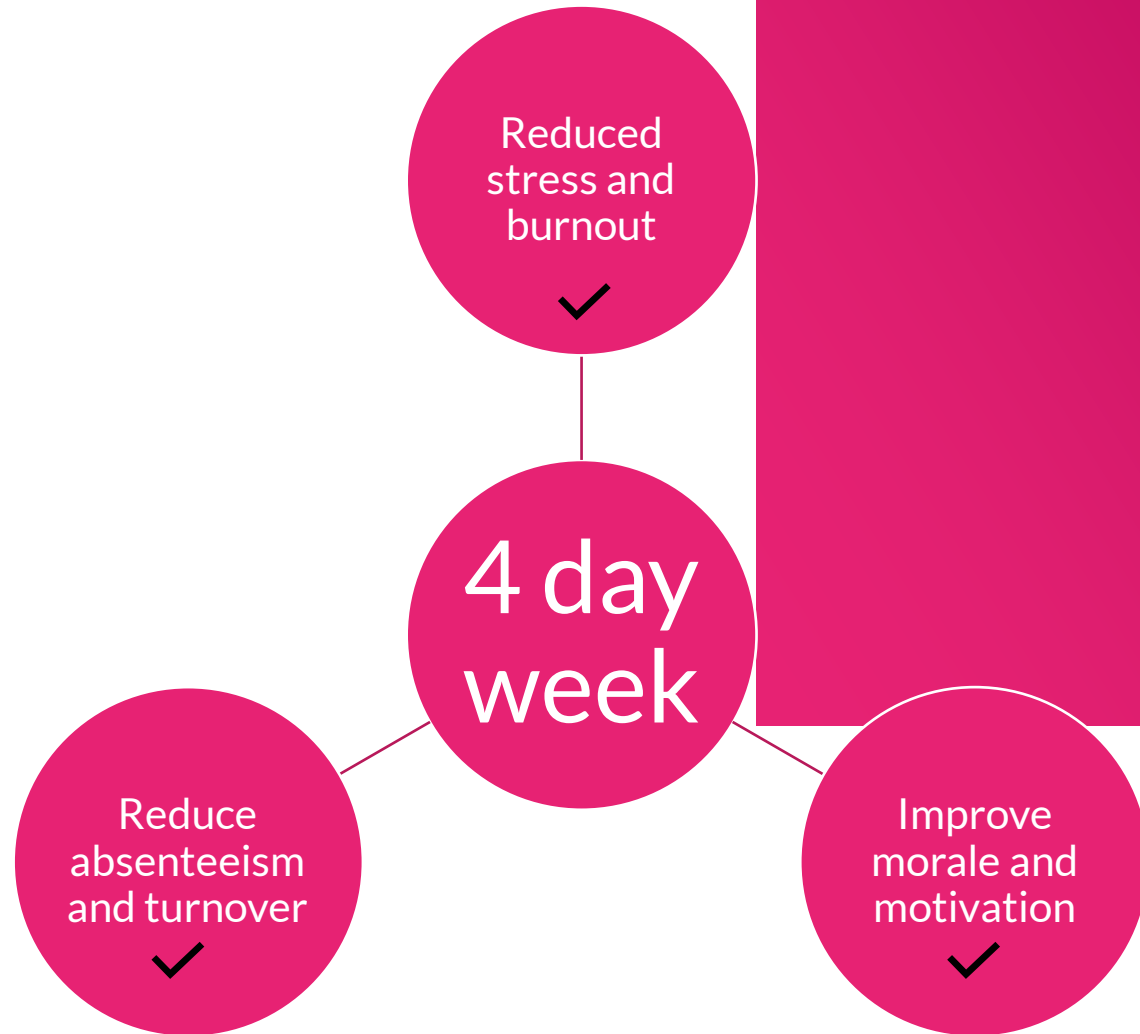 Reduced
stress and
burnout
4 day
week
Reduce
absenteeism
and turnover
Improve
morale and
motivation